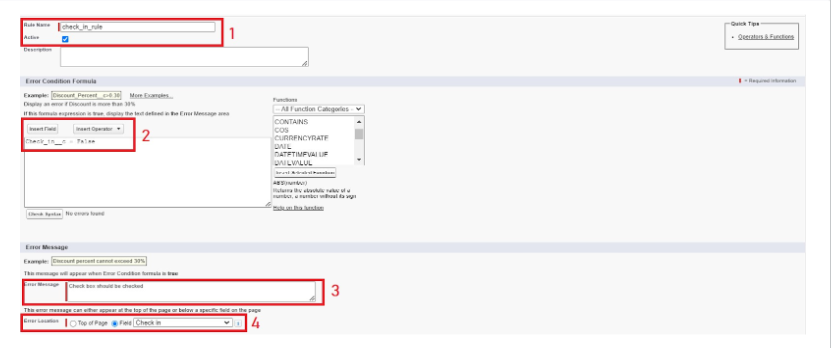 Rule Name check_in_rule
1
Active
Description
Quick Tips
• Operators & Functions
Error Condition Formula
= Required Information
Example: Discount_Percent__c>0.30 More Examples...
Display an error if Discount is more than 30%
If this formula expression is true, display the text defined in the Error Message area
Insert Field Insert Operator
2
Check_in__c = False
Functions
-- All Function Categories --
CONTAINS
COS
CURRENCYRATE
DATE
DATETIMEVALUE
DATEVALUE
Insert Selected Function
ABS(number)
Returns the absolute value of a
number, a number without its sign
Help on this function
Check Syntax No errors found
Error Message
Example: Discount percent cannot exceed 30%
This message will appear when Error Condition formula is true
Error Message Check box should be checked
3
This error message can either appear at the top of the page or below a specific field on the page
Error Location Top of Page Field Check In i
4